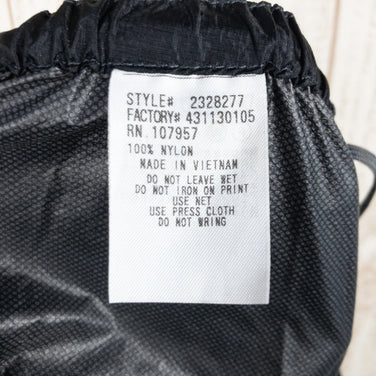 STYLE# 2328277
FACTORY# 431130105
RN. 107957
100% NYLON
MADE IN VIETNAM
DO NOT LEAVE WET
DO NOT IRON ON PRINT
USE NET
USE PRESS CLOTH
DO NOT WRING